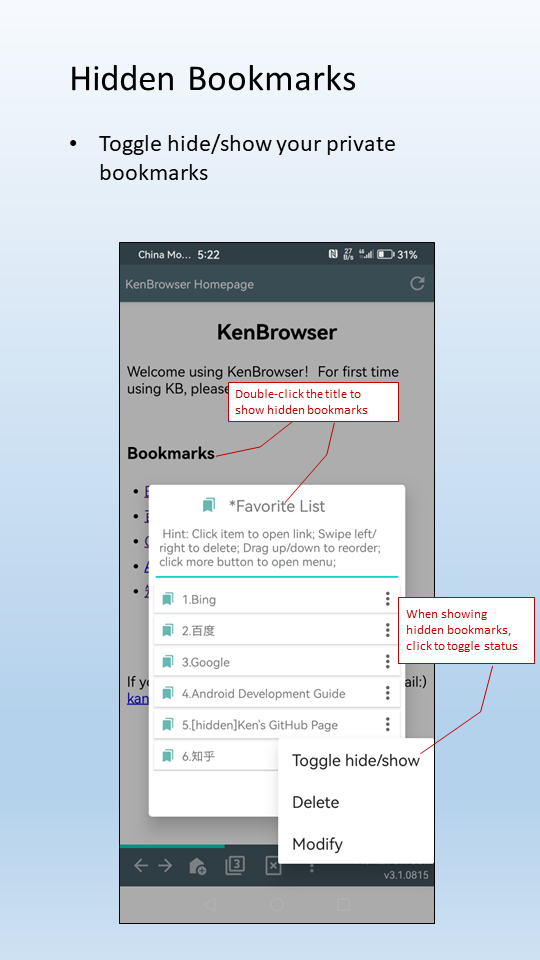 Hidden Bookmarks
• Toggle hide/show your private
bookmarks
China Mo... 5:22
27
B/s
31%
KenBrowser Homepage
KenBrowser
Welcome using KenBrowser! For first time
using KB, please
Double-click the title to
show hidden bookmarks
Bookmarks
*Favorite List
Hint: Click item to open link; Swipe left/
right to delete; Drag up/down to reorder;
click more button to open menu;
1.Bing
2.百度
3.Google
4.Android Development Guide
5.[hidden]Ken's GitHub Page
6.知乎
When showing
hidden bookmarks,
click to toggle status
If yo
ail:)
kan
Toggle hide/show
Delete
Modify
3
v3.1.0815